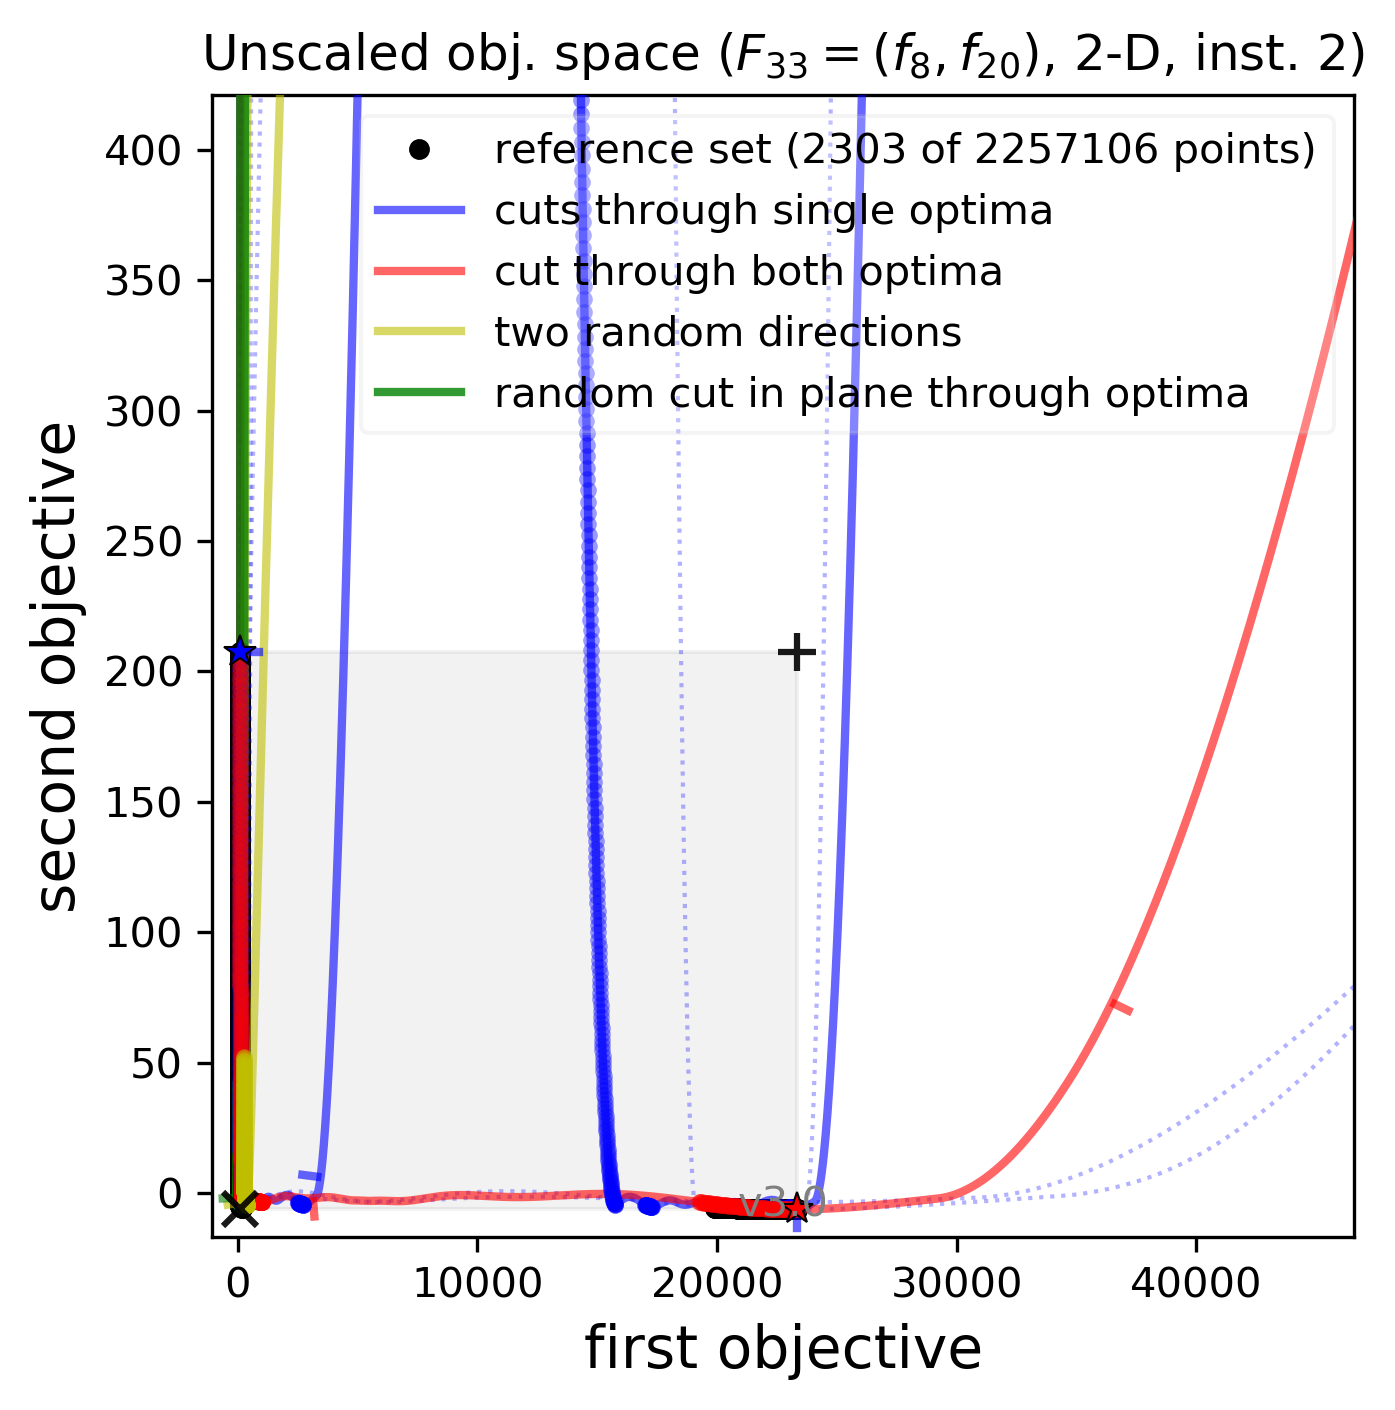 Unscaled obj. space (F33 = (f8, f20), 2-D, inst. 2)
reference set (2303 of 2257106 points)
cuts through single optima
cut through both optima
two random directions
random cut in plane through optima
second objective
400
350
300
250
200
150
100
50
0
v3.0
0 10000 20000 30000 40000
first objective